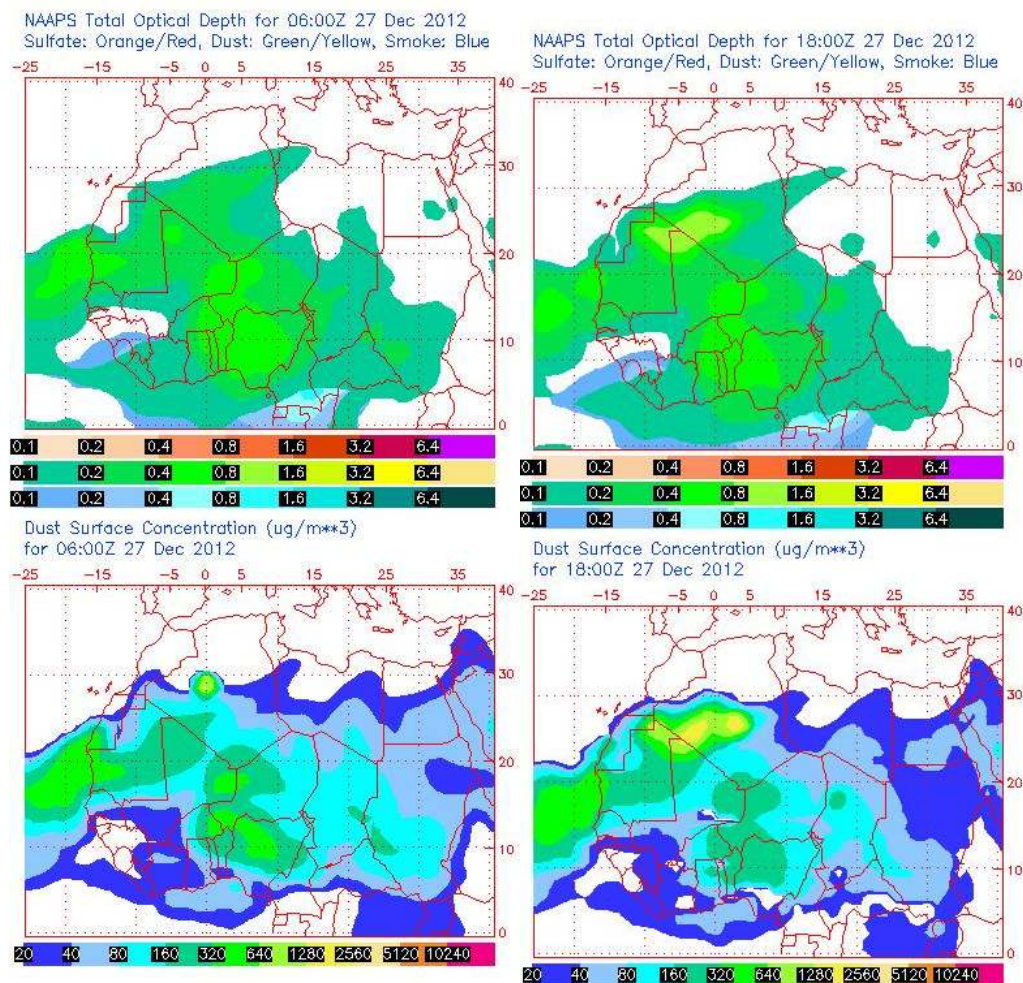 NAAPS Total Optical Depth for 06:00Z 27 Dec 2012
Sulfate: Orange/Red, Dust: Green/Yellow, Smoke: Blue
-25 -15 -5 0 5 15 25 35
40
30
20
10
0
0.1 0.2 0.4 0.8 1.6 3.2 6.4
0.1 0.2 0.4 0.8 1.6 3.2 6.4
0.1 0.2 0.4 0.8 1.6 3.2 6.4
NAAPS Total Optical Depth for 18:00Z 27 Dec 2012
Sulfate: Orange/Red, Dust: Green/Yellow, Smoke: Blue
-25 -15 -5 0 5 15 25 35
40
30
20
10
0
0.1 0.2 0.4 0.8 1.6 3.2 6.4
0.1 0.2 0.4 0.8 1.6 3.2 6.4
0.1 0.2 0.4 0.8 1.6 3.2 6.4
Dust Surface Concentration (ug/m**3)
for 06:00Z 27 Dec 2012
-25 -15 -5 0 5 15 25 35
40
30
20
10
0
20 40 80 160 320 640 1280 2560 5120 10240
Dust Surface Concentration (ug/m**3)
for 18:00Z 27 Dec 2012
-25 -15 -5 0 5 15 25 35
40
30
20
10
0
20 40 80 160 320 640 1280 2560 5120 10240